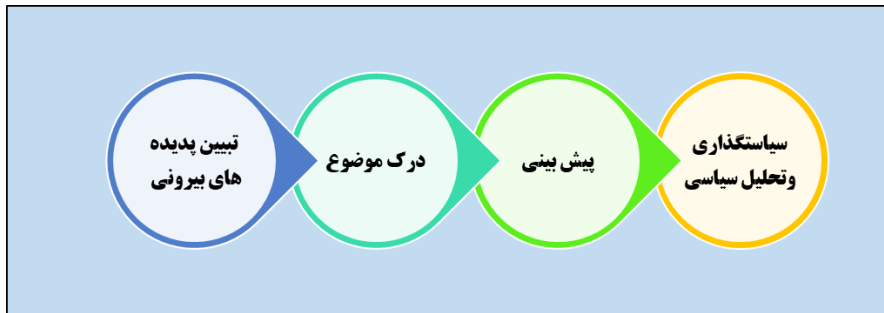 تبیین پدیده
های بیرونی
درک موضوع
پیش بینی
سیاستگذاری
وتحلیل سیاسی